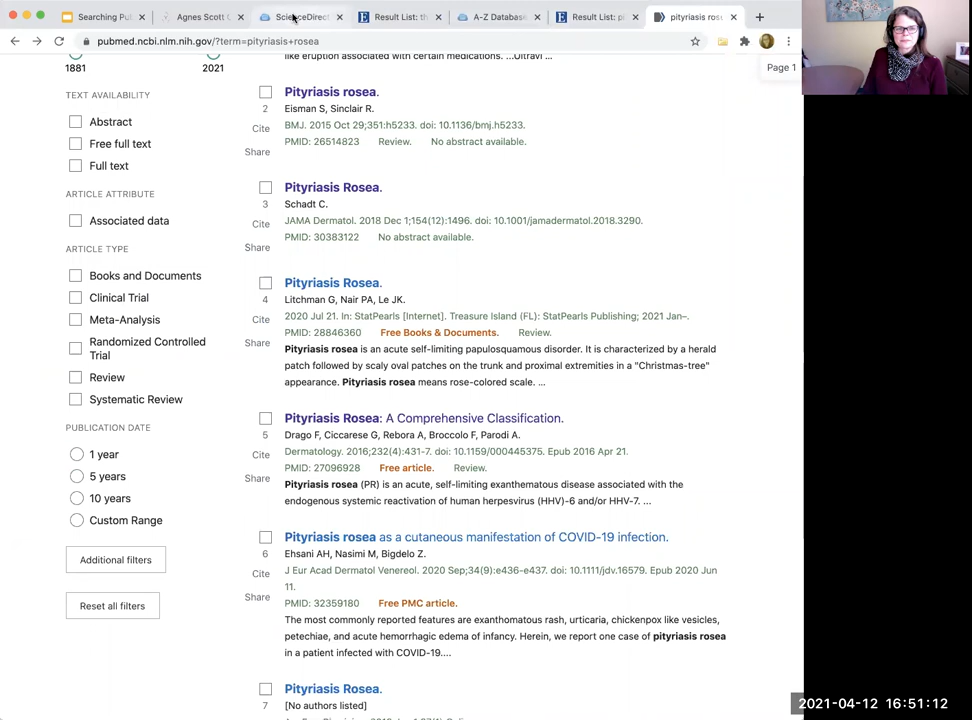 Searching Pub
Agnes Scott C
ScienceDirect
Result List: th
A-Z Databas
Result List: pi
pityriasis rose
pubmed.ncbi.nlm.nih.gov/?term=pityriasis+rosea
like eruption associated with certain medications. ...Ultravi ...
Page 1
1881
2021
TEXT AVAILABILITY
Abstract
Free full text
Full text
ARTICLE ATTRIBUTE
Associated data
ARTICLE TYPE
Books and Documents
Clinical Trial
Meta-Analysis
Randomized Controlled
Trial
Review
Systematic Review
PUBLICATION DATE
1 year
5 years
10 years
Custom Range
Additional filters
Reset all filters
Pityriasis rosea.
2
Eisman S, Sinclair R.
Cite
BMJ. 2015 Oct 29;351:h5233. doi: 10.1136/bmj.h5233.
PMID: 26514823 Review. No abstract available.
Share
Pityriasis Rosea.
3
Schadt C.
Cite
JAMA Dermatol. 2018 Dec 1;154(12):1496. doi: 10.1001/jamadermatol.2018.3290.
PMID: 30383122 No abstract available.
Share
Pityriasis Rosea.
4
Litchman G, Nair PA, Le JK.
Cite
2020 Jul 21. In: StatPearls [Internet]. Treasure Island (FL): StatPearls Publishing; 2021 Jan–.
PMID: 28846360 Free Books & Documents. Review.
Share
Pityriasis rosea is an acute self-limiting papulosquamous disorder. It is characterized by a herald
patch followed by scaly oval patches on the trunk and proximal extremities in a "Christmas-tree"
appearance. Pityriasis rosea means rose-colored scale. ...
Pityriasis Rosea: A Comprehensive Classification.
5
Drago F, Ciccarese G, Rebora A, Broccolo F, Parodi A.
Cite
Dermatology. 2016;232(4):431-7. doi: 10.1159/000445375. Epub 2016 Apr 21.
PMID: 27096928 Free article. Review.
Share
Pityriasis rosea (PR) is an acute, self-limiting exanthematous disease associated with the
endogenous systemic reactivation of human herpesvirus (HHV)-6 and/or HHV-7. ...
Pityriasis rosea as a cutaneous manifestation of COVID-19 infection.
6
Ehsani AH, Nasimi M, Bigdelo Z.
Cite
J Eur Acad Dermatol Venereol. 2020 Sep;34(9):e436-e437. doi: 10.1111/jdv.16579. Epub 2020 Jun
11.
Share
PMID: 32359180 Free PMC article.
The most commonly reported features are exanthomatous rash, urticaria, chickenpox like vesicles,
petechiae, and acute hemorrhagic edema of infancy. Herein, we report one case of pityriasis rosea
in a patient infected with COVID-19....
Pityriasis Rosea.
7
[No authors listed]
2021-04-12 16:51:12